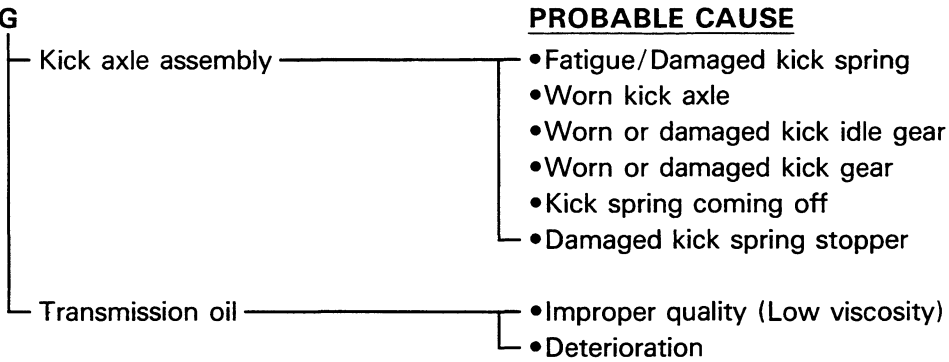 G
PROBABLE CAUSE
Kick axle assembly
•Fatigue/Damaged kick spring
•Worn kick axle
•Worn or damaged kick idle gear
•Worn or damaged kick gear
•Kick spring coming off
•Damaged kick spring stopper
Transmission oil
•Improper quality (Low viscosity)
•Deterioration